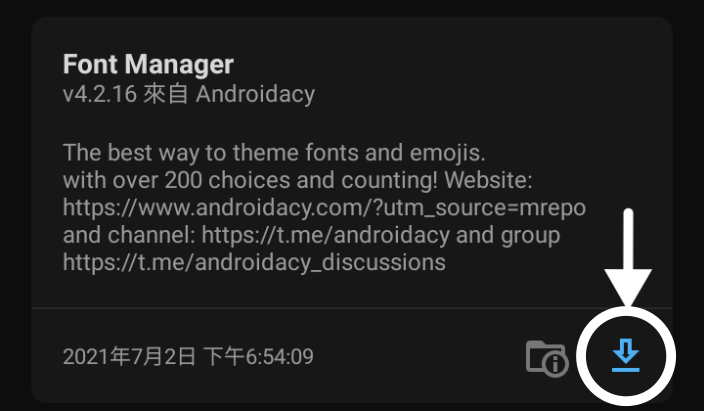 Font Manager
v4.2.16 來自 Androidacy
The best way to theme fonts and emojis.
with over 200 choices and counting! Website:
https://www.androidacy.com/?utm_source=mrepo
and channel: https://t.me/androidacy and group
https://t.me/androidacy_discussions
2021年7月2日 下午6:54:09